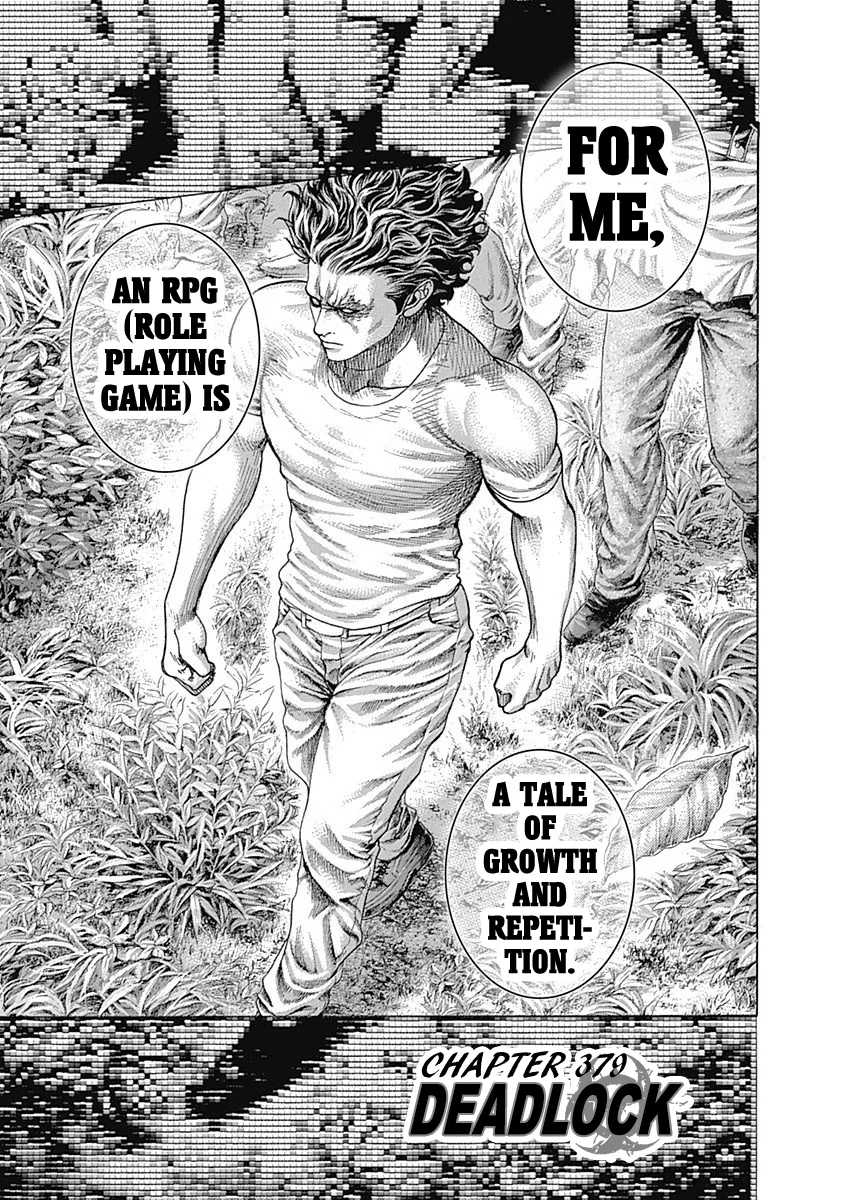 FOR
ME,
AN RPG
(ROLE
PLAYING
GAME) IS
A TALE
OF
GROWTH
AND
REPETI-
TION.
CHAPTER 379
DEADLOCK